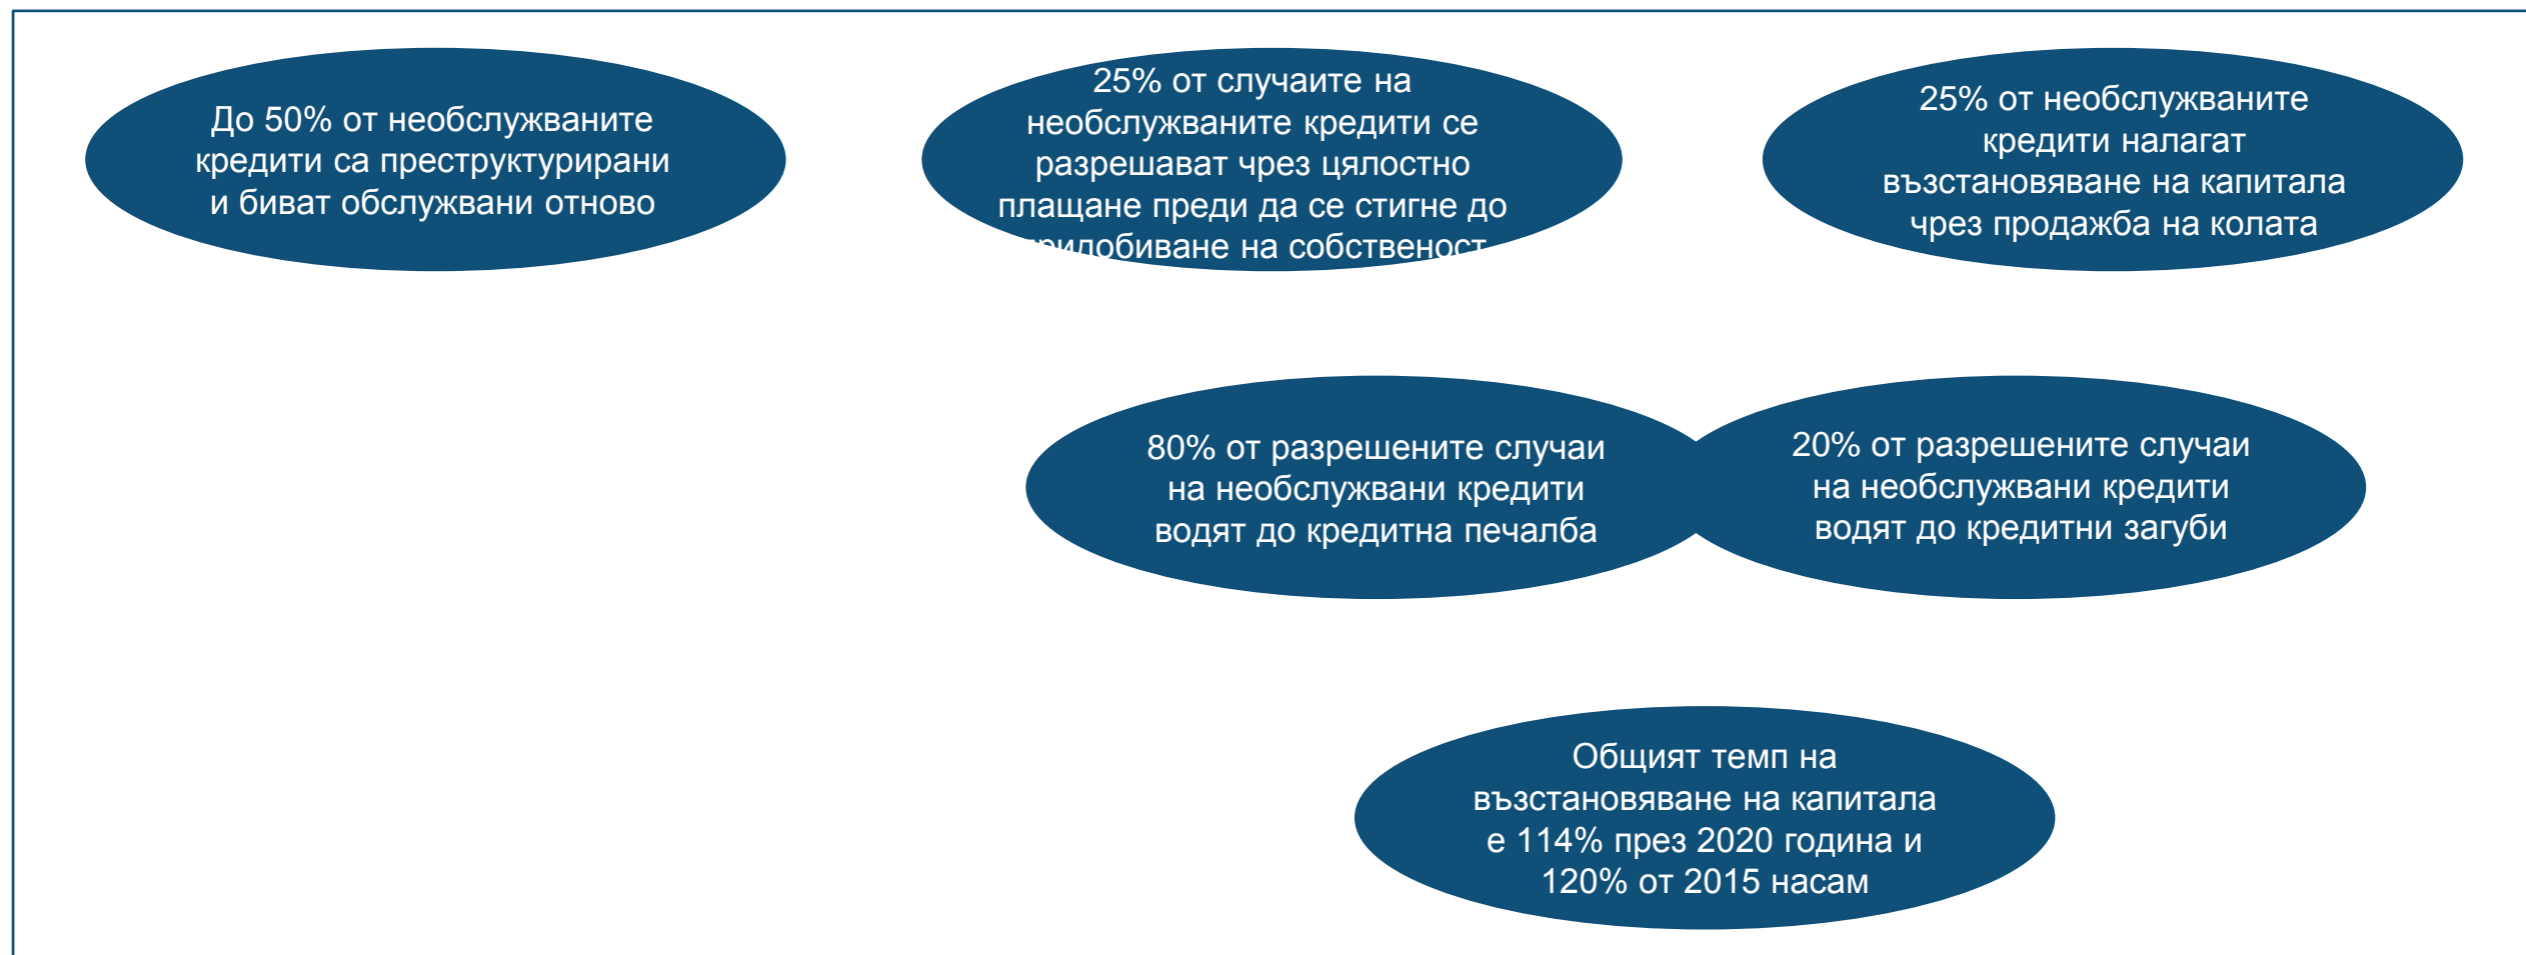 До 50% от необслужваните
кредити са преструктурирани
и биват обслужвани отново
25% от случаите на
необслужваните кредити се
разрешават чрез цялостно
плащане преди да се стигне до
придобиване на собственост
25% от необслужваните
кредити налагат
възстановяване на капитала
чрез продажба на колата
80% от разрешените случаи
на необслужвани кредити
водят до кредитна печалба
20% от разрешените случаи
на необслужвани кредити
водят до кредитни загуби
Общият темп на
възстановяване на капитала
е 114% през 2020 година и
120% от 2015 насам